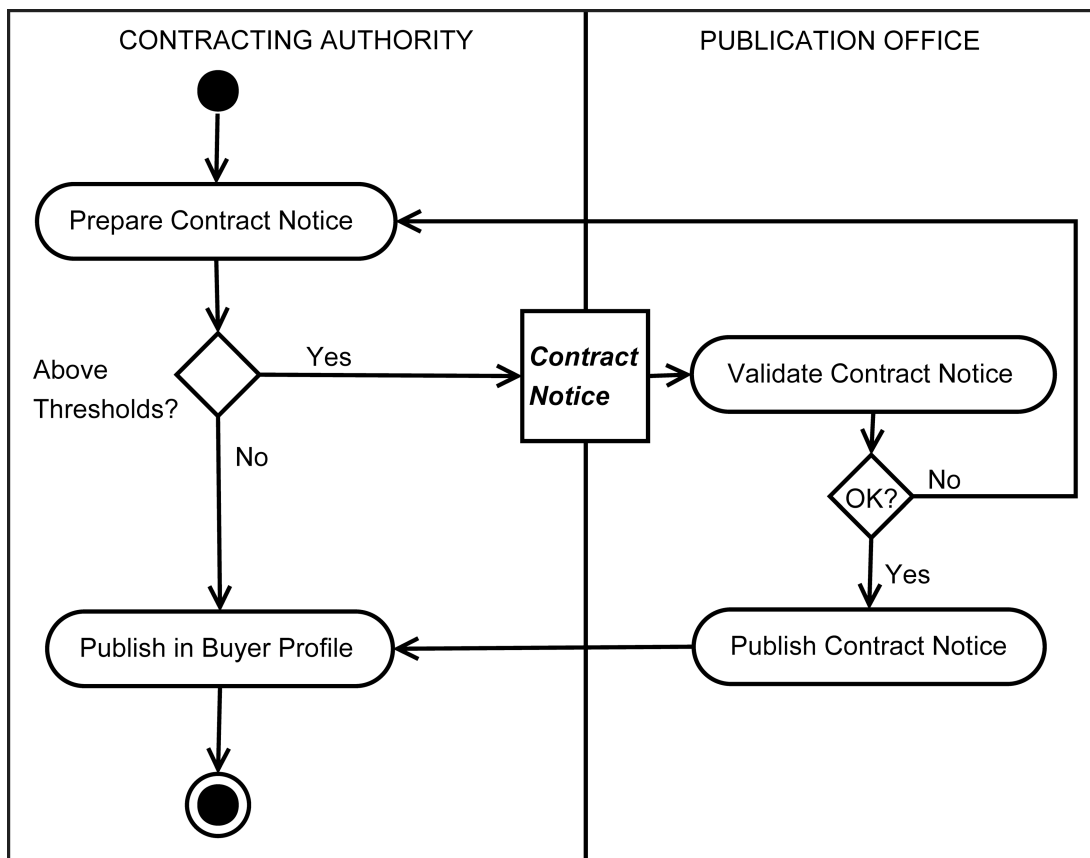 CONTRACTING AUTHORITY
PUBLICATION OFFICE
Prepare Contract Notice
Above
Thresholds?
Yes
Contract
Notice
Validate Contract Notice
No
OK?
No
Yes
Publish in Buyer Profile
Publish Contract Notice